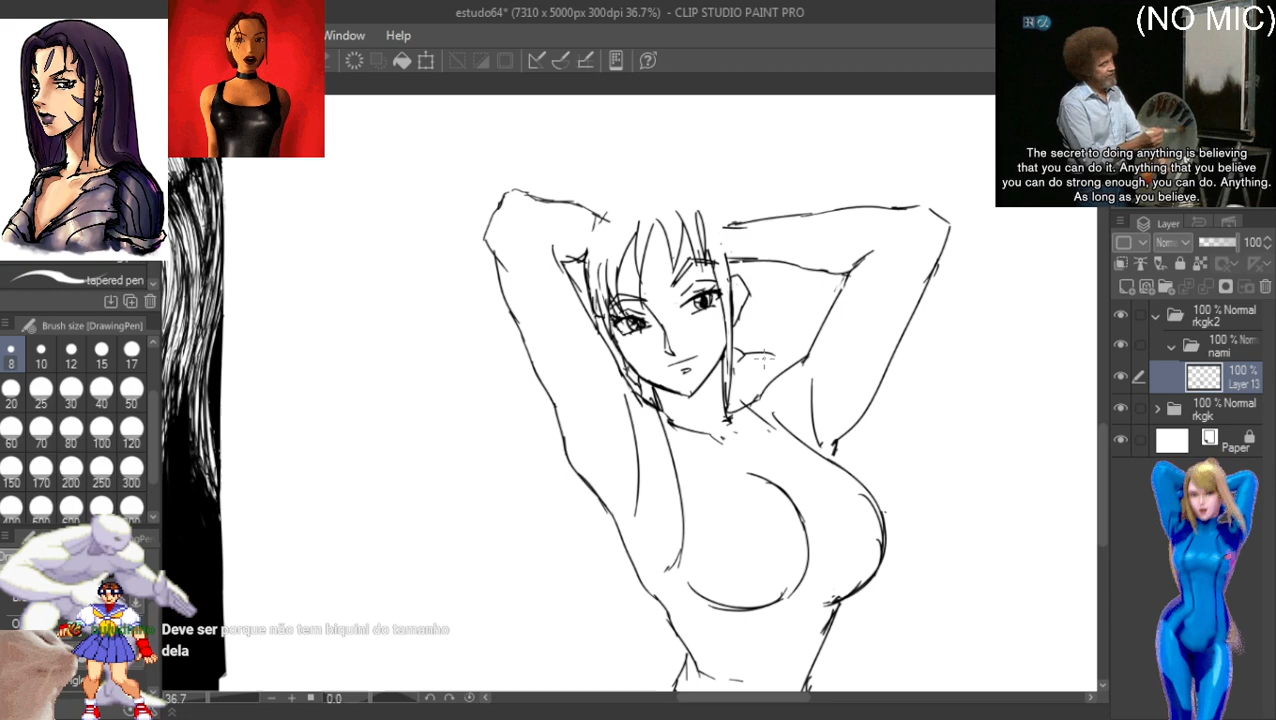 estudo64* (7310 x 5000px 300dpi 36.7%) - CLIP STUDIO PAINT PRO
(NO MIC)
Window Help
The secret to doing anything is believing
that you can do it. Anything that you believe
you can do strong enough, you can do. Anything.
As long as you believe.
Layer
100
tapered pen
Brush size [DrawingPen]
8 10 12 15 17
20 25 30 40 50
60 70 80 100 120
150 170 200 250 300
100 % Normal
rkgk2
100 %
nami
100 %
Layer 13
100 % Normal
rkgk
Paper
Deve ser porque não tem biquini do tamanho
dela
36.7
0.0